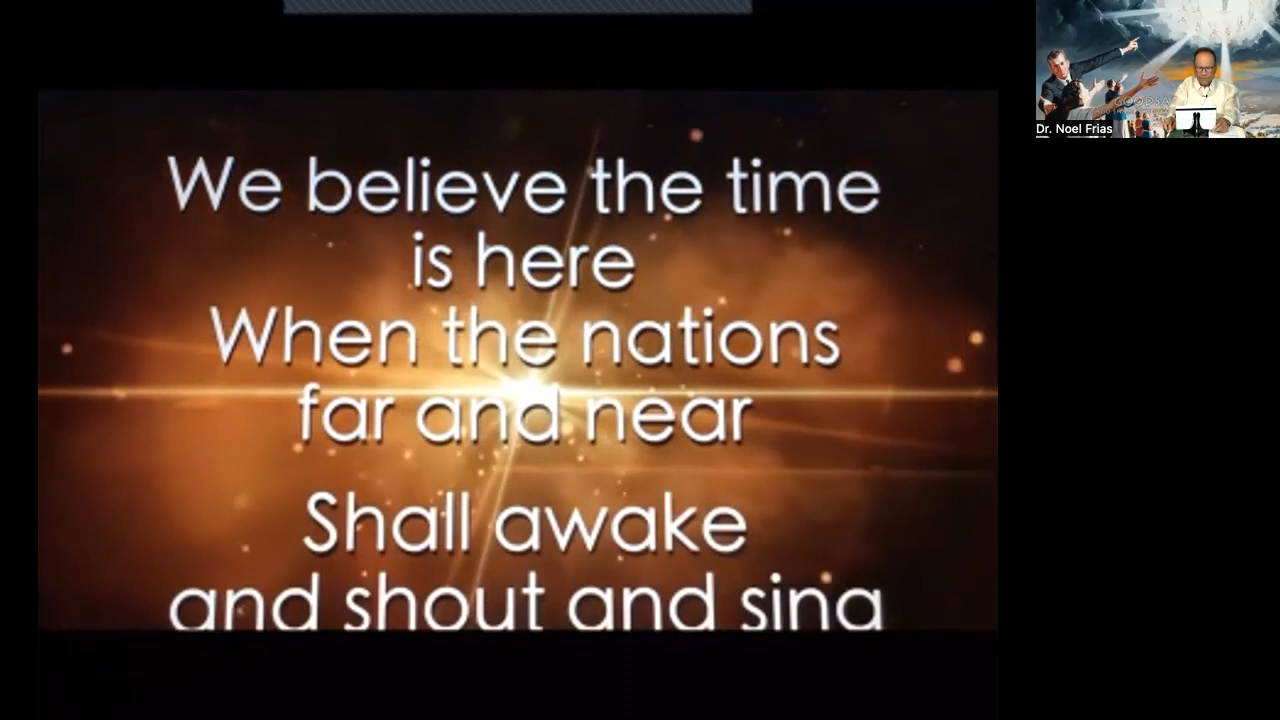 We believe the time
is here
When the nations
far and near
Shall awake
and shout and sing
Dr. Noel Frias